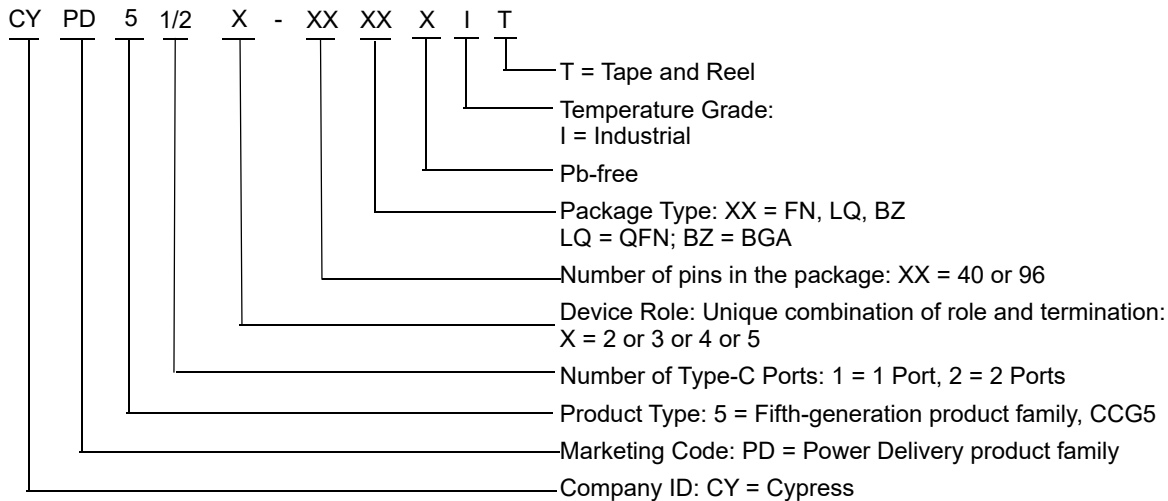 CY PD 5 1/2 X - XX XX X I T
T = Tape and Reel
Temperature Grade:
I = Industrial
Pb-free
Package Type: XX = FN, LQ, BZ
LQ = QFN; BZ = BGA
Number of pins in the package: XX = 40 or 96
Device Role: Unique combination of role and termination:
X = 2 or 3 or 4 or 5
Number of Type-C Ports: 1 = 1 Port, 2 = 2 Ports
Product Type: 5 = Fifth-generation product family, CCG5
Marketing Code: PD = Power Delivery product family
Company ID: CY = Cypress